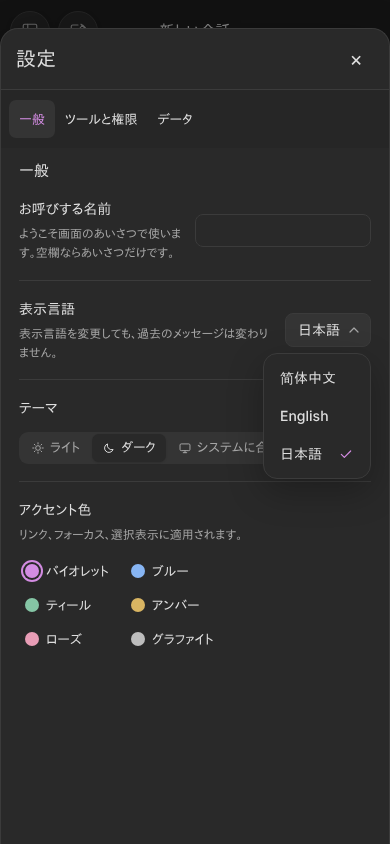 設定
一般
ツールと権限
データ
一般
お呼びする名前
ようこそ画面のあいさつで使いま
す。空欄ならあいさつだけです。
表示言語
表示言語を変更しても、過去のメッセージは変わり
ません。
日本語
简体中文
English
日本語
テーマ
ライト
ダーク
システムに
アクセント色
リンク、フォーカス、選択表示に適用されます。
バイオレット
ブルー
ティール
アンバー
ローズ
グラファイト